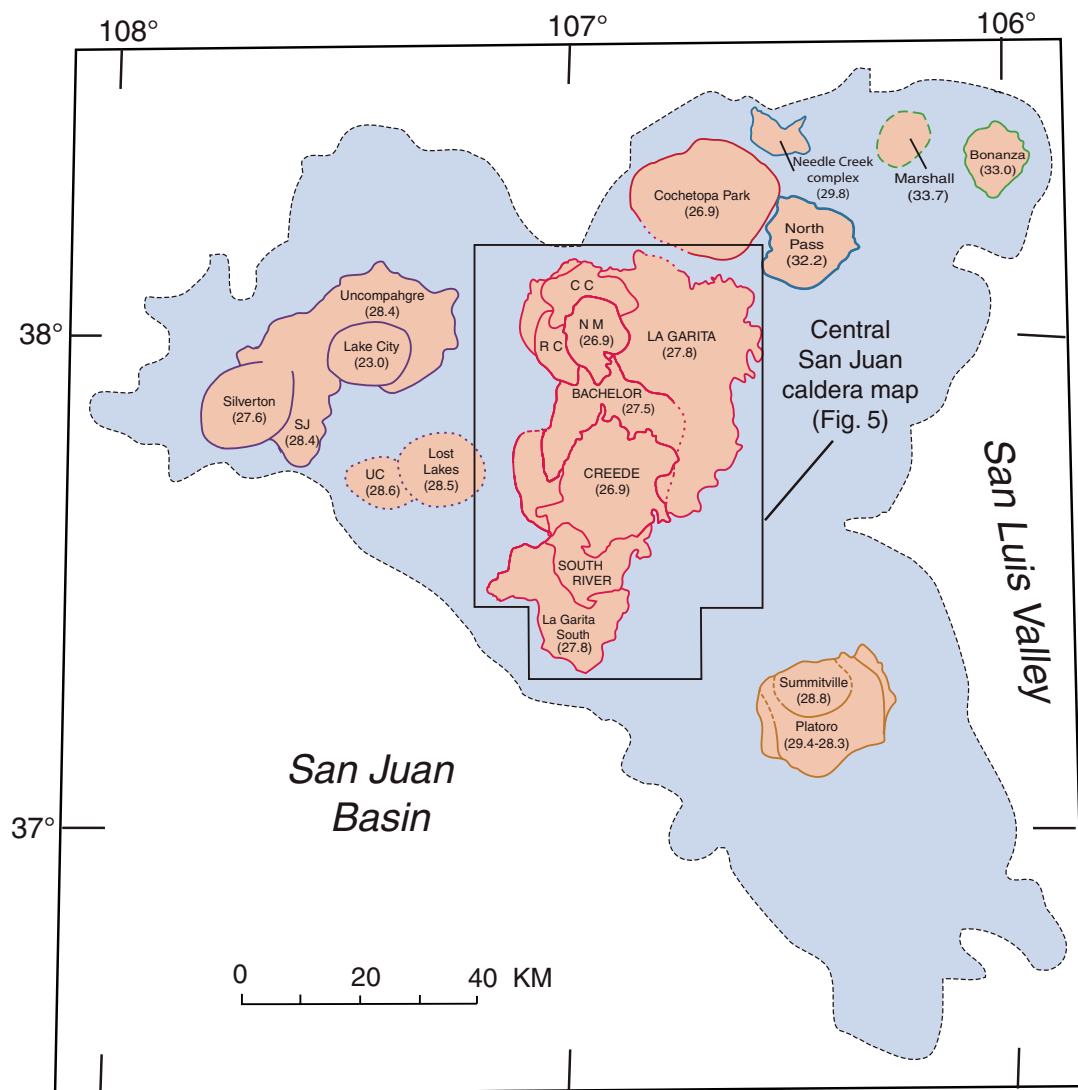 108°
107°
106°
Needle Creek
complex
(29.8)
Marshall
(33.7)
Bonanza
(33.0)
Cochetopa Park
(26.9)
North
Pass
(32.2)
Uncompahgre
(28.4)
Lake City
(23.0)
Silverton
(27.6)
SJ
(28.4)
UC
(28.6)
Lost
Lakes
(28.5)
38°
C C
N M
(26.9)
R C
LA GARITA
(27.8)
BACHELOR
(27.5)
CREEDE
(26.9)
SOUTH
RIVER
La Garita
South
(27.8)
Central
San Juan
caldera map
(Fig. 5)
San Luis Valley
Summitville
(28.8)
Platoro
(29.4-28.3)
San Juan
Basin
37°
0 20 40 KM